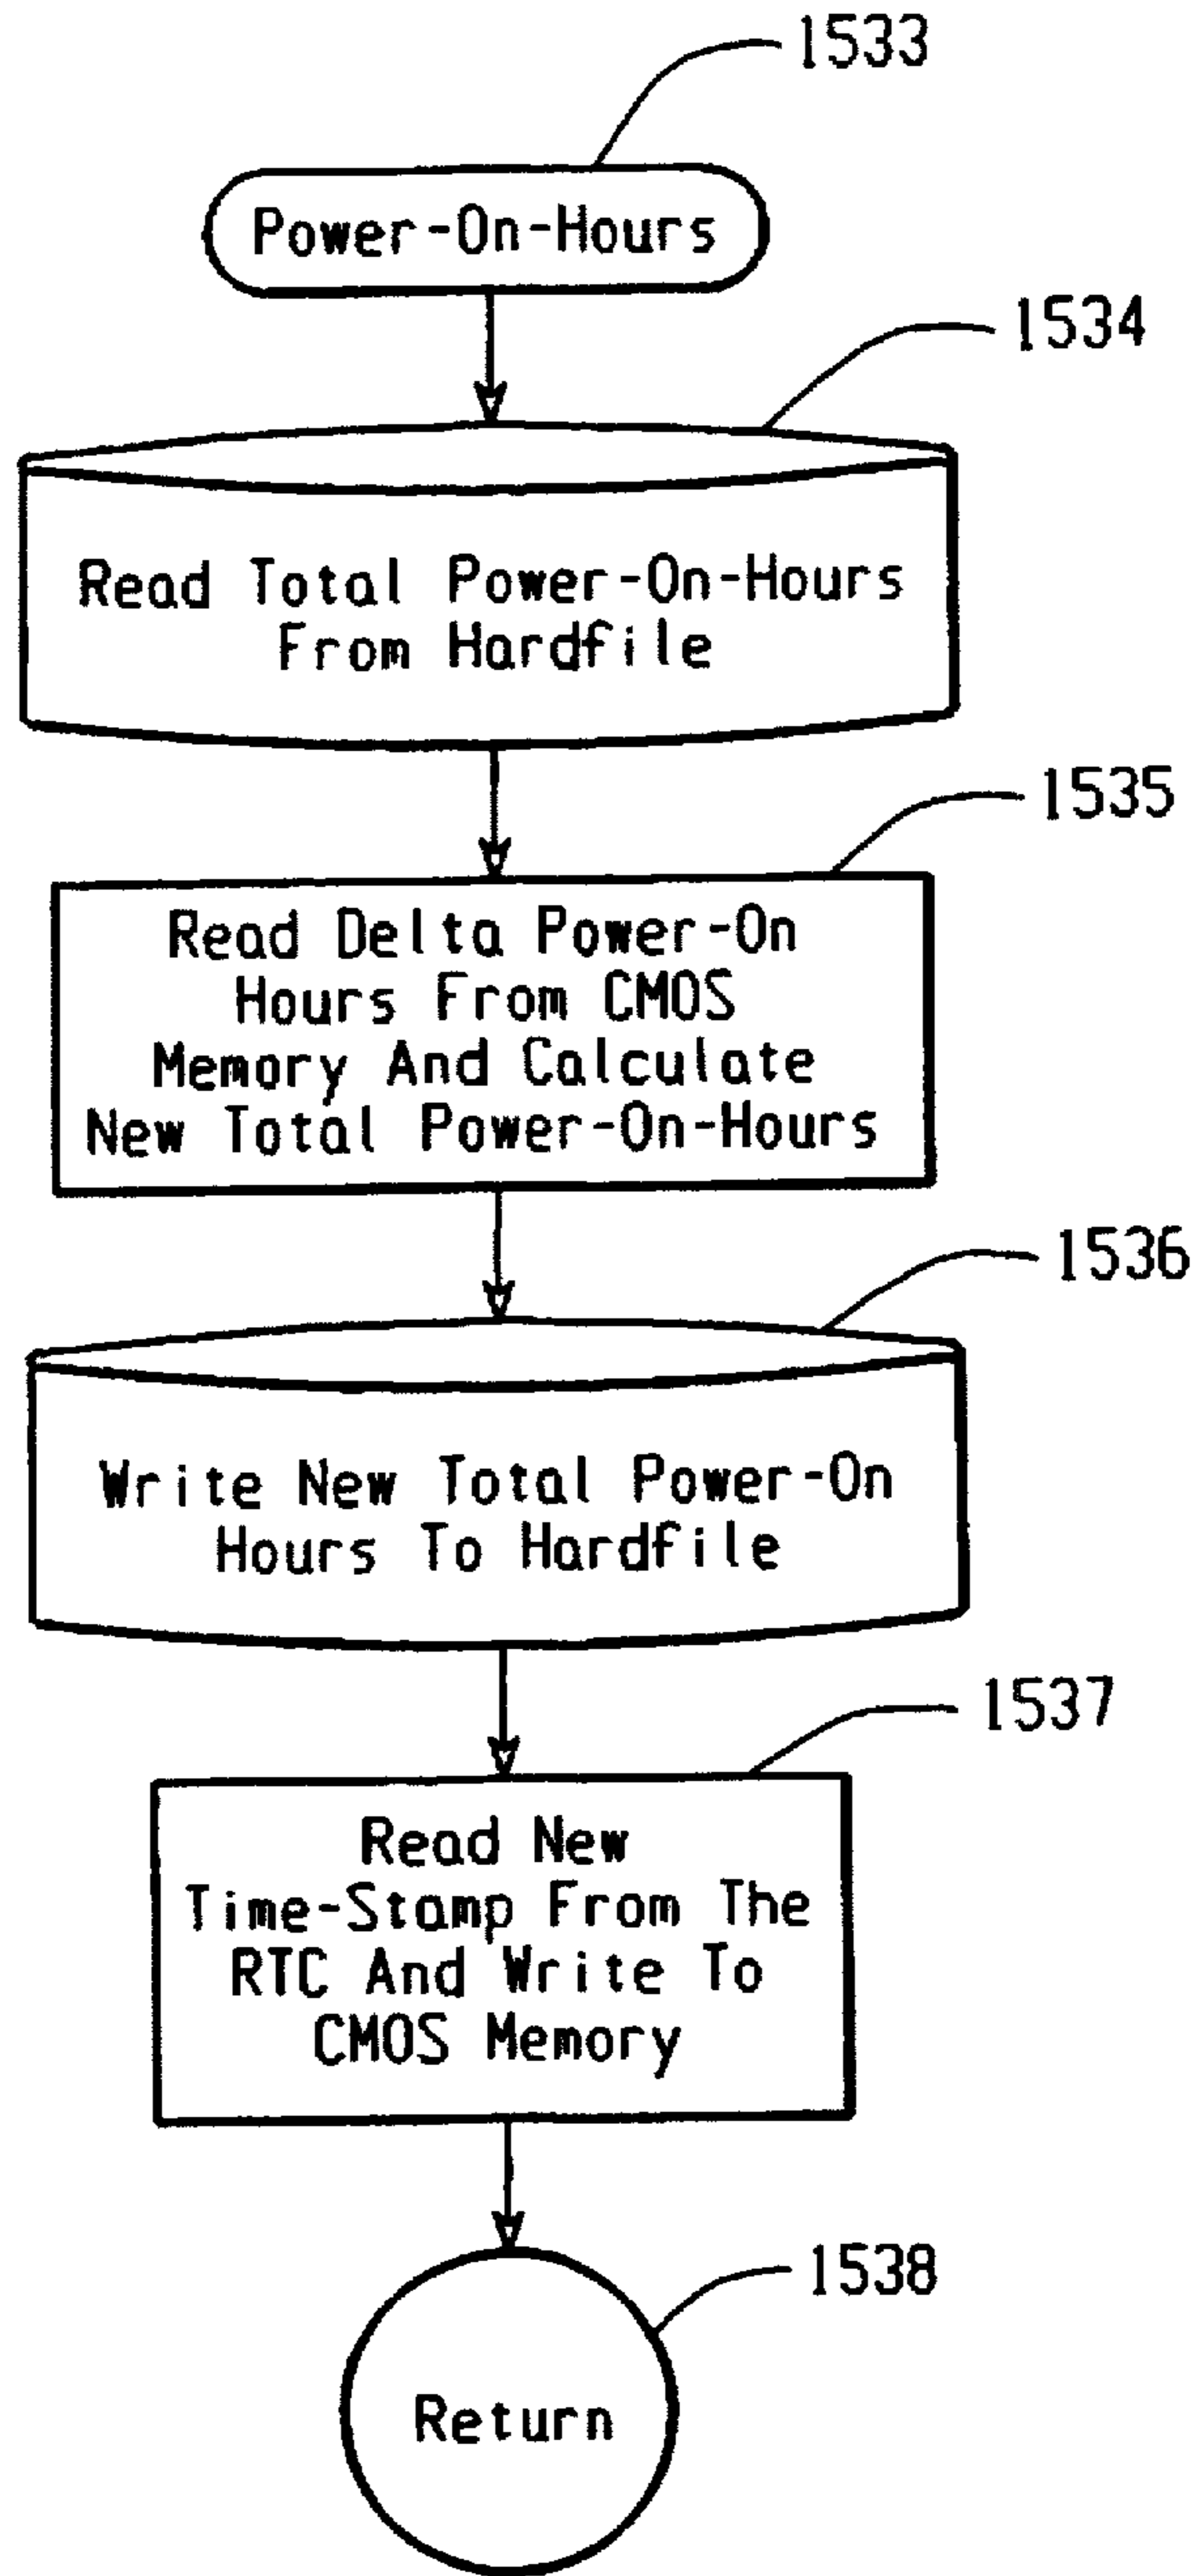 1533
Power-On-Hours
1534
Read Total Power-On-Hours
From Hardfile
1535
Read Delta Power-On
Hours From CMOS
Memory And Calculate
New Total Power-On-Hours
1536
Write New Total Power-On
Hours To Hardfile
1537
Read New
Time-Stamp From The
RTC And Write To
CMOS Memory
1538
Return